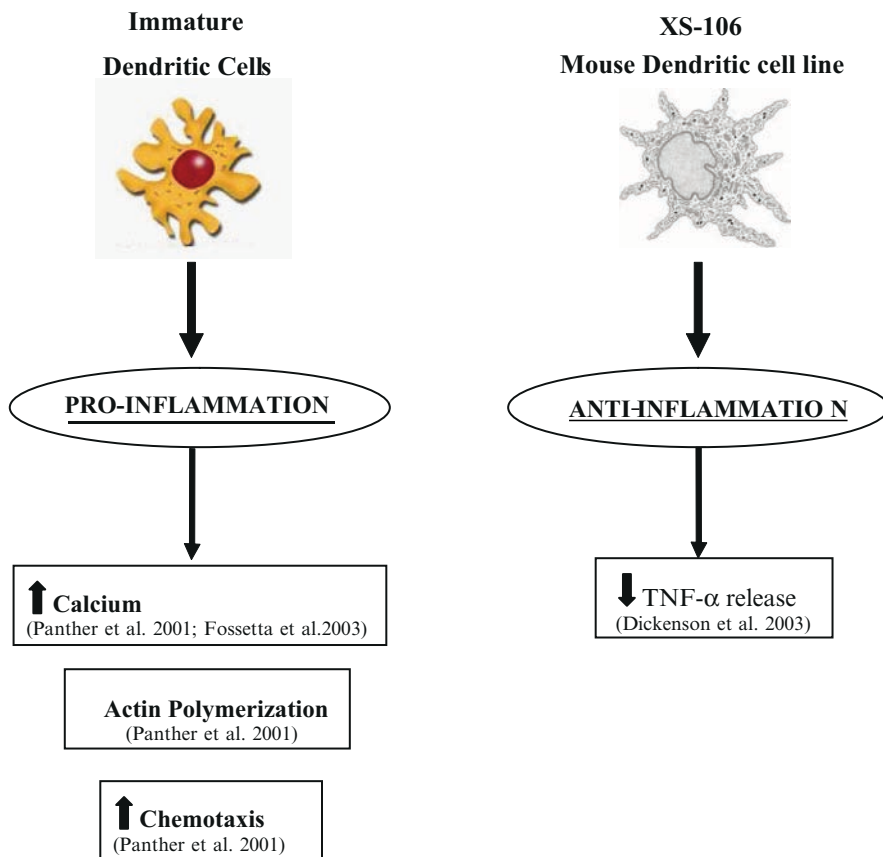 Immature
Dendritic Cells
PRO-INFLAMMATION
Calcium
(Panther et al. 2001; Fossetta et al.2003)
Actin Polymerization
(Panther et al. 2001)
Chemotaxis
(Panther et al. 2001)
XS-106
Mouse Dendritic cell line
ANTI-INFLAMMATIO N
TNF-α release
(Dickenson et al. 2003)